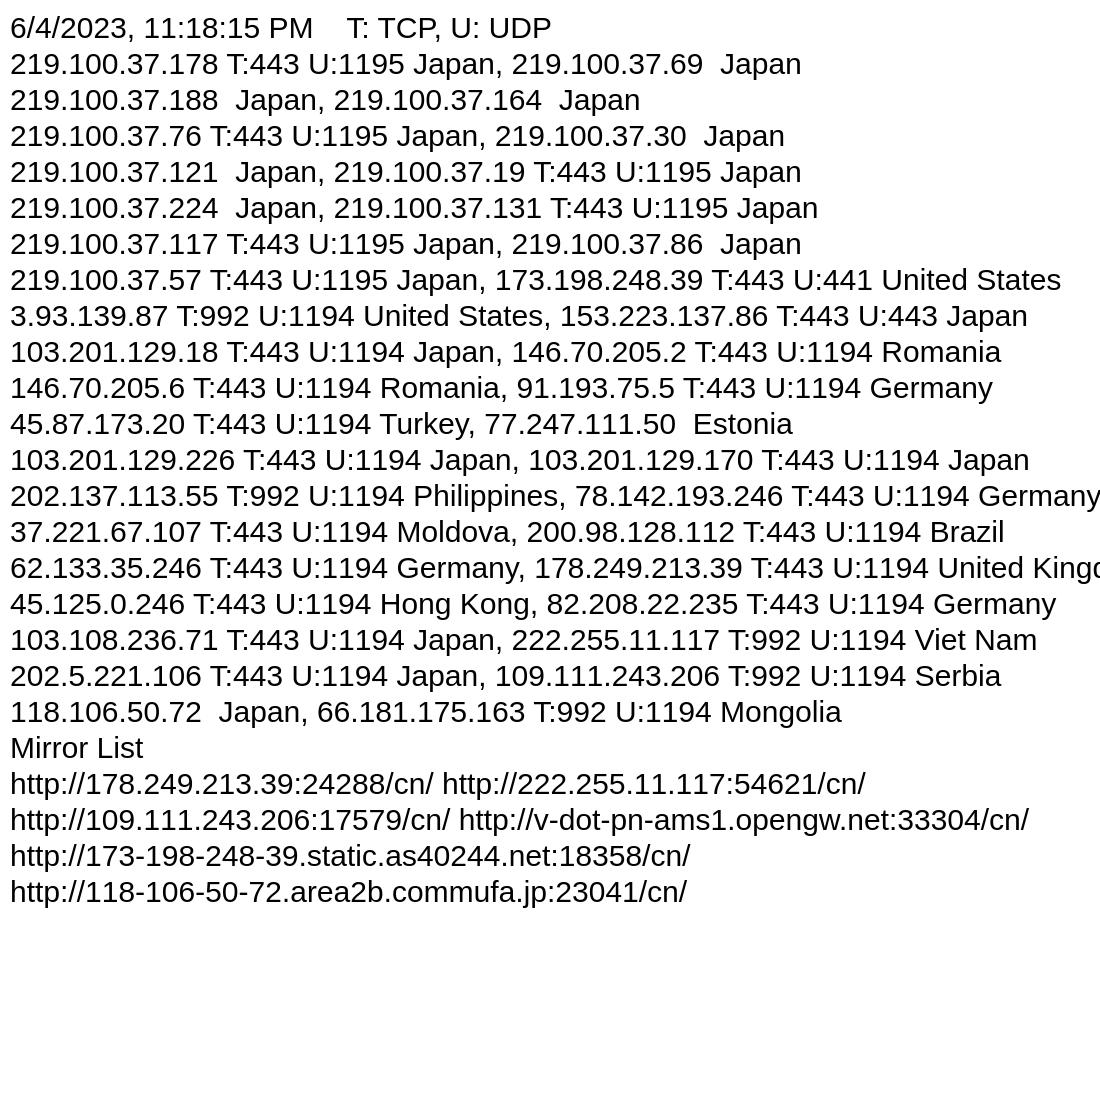 6/4/2023, 11:18:15 PM    T: TCP, U: UDP
219.100.37.178 T:443 U:1195 Japan, 219.100.37.69  Japan
219.100.37.188  Japan, 219.100.37.164  Japan
219.100.37.76 T:443 U:1195 Japan, 219.100.37.30  Japan
219.100.37.121  Japan, 219.100.37.19 T:443 U:1195 Japan
219.100.37.224  Japan, 219.100.37.131 T:443 U:1195 Japan
219.100.37.117 T:443 U:1195 Japan, 219.100.37.86  Japan
219.100.37.57 T:443 U:1195 Japan, 173.198.248.39 T:443 U:441 United States
3.93.139.87 T:992 U:1194 United States, 153.223.137.86 T:443 U:443 Japan
103.201.129.18 T:443 U:1194 Japan, 146.70.205.2 T:443 U:1194 Romania
146.70.205.6 T:443 U:1194 Romania, 91.193.75.5 T:443 U:1194 Germany
45.87.173.20 T:443 U:1194 Turkey, 77.247.111.50  Estonia
103.201.129.226 T:443 U:1194 Japan, 103.201.129.170 T:443 U:1194 Japan
202.137.113.55 T:992 U:1194 Philippines, 78.142.193.246 T:443 U:1194 Germany
37.221.67.107 T:443 U:1194 Moldova, 200.98.128.112 T:443 U:1194 Brazil
62.133.35.246 T:443 U:1194 Germany, 178.249.213.39 T:443 U:1194 United
45.125.0.246 T:443 U:1194 Hong Kong, 82.208.22.235 T:443 U:1194 Germany
103.108.236.71 T:443 U:1194 Japan, 222.255.11.117 T:992 U:1194 Viet Nam
202.5.221.106 T:443 U:1194 Japan, 109.111.243.206 T:992 U:1194 Serbia
118.106.50.72  Japan, 66.181.175.163 T:992 U:1194 Mongolia
Mirror List
http://178.249.213.39:24288/cn/ http://222.255.11.117:54621/cn/
http://109.111.243.206:17579/cn/ http://v-dot-pn-ams1.opengw.net:33304/cn/
http://173-198-248-39.static.as40244.net:18358/cn/
http://118-106-50-72.area2b.commufa.jp:23041/cn/